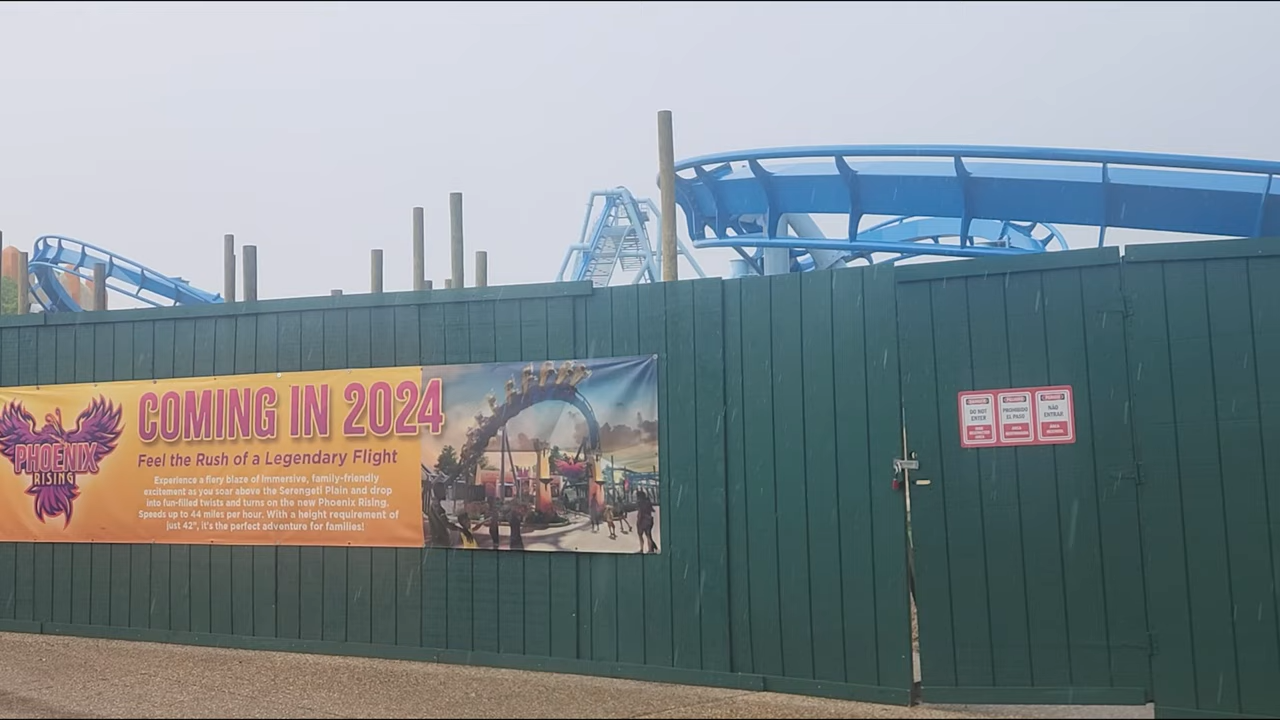 PHOENIX
RISING
COMING IN 2024
Feel the Rush of a Legendary Flight
Experience a fiery blaze of immersive, family-friendly
excitement as you soar above the Serengeti Plain and drop
into fun-filled twists and turns on the new Phoenix Rising.
Speeds up to 44 miles per hour. With a height requirement of
just 42", it's the perfect adventure for families!
DO NOT
ENTER
PROHIBIDO
EL PASO
NÃO
ENTRAR